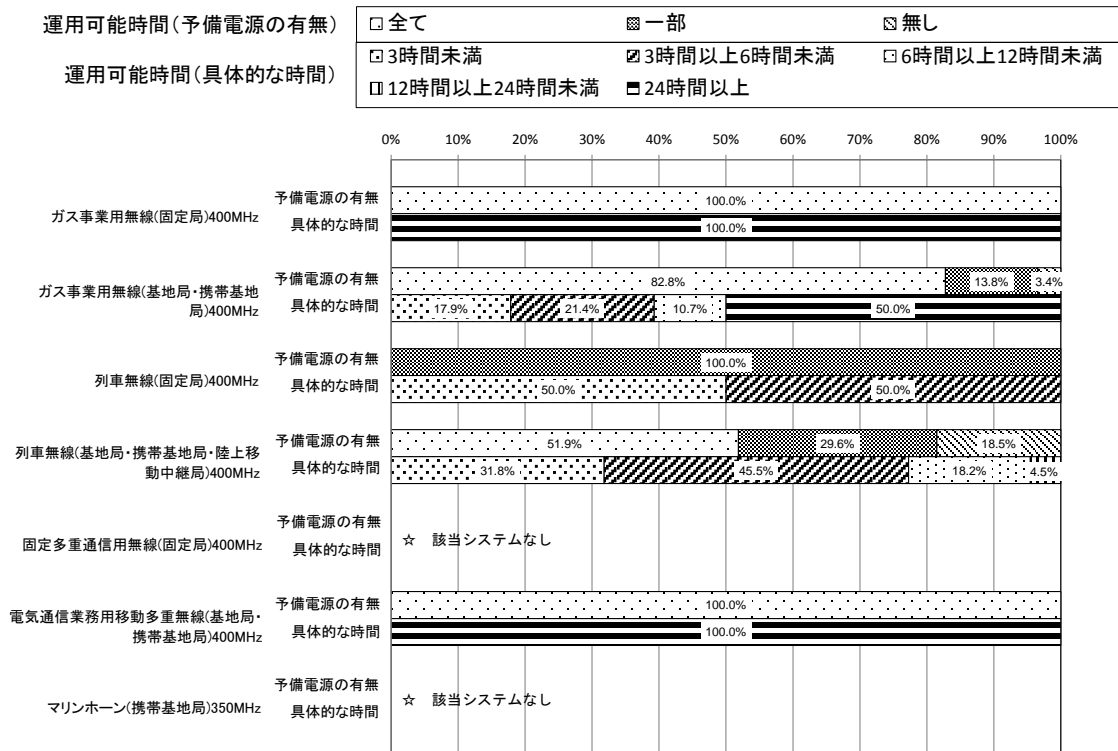 運用可能時間(予備電源の有無)
全て 一部 無し
運用可能時間(具体的な時間)
3時間未満 3時間以上6時間未満 6時間以上12時間未満
12時間以上24時間未満 24時間以上
0% 10% 20% 30% 40% 50% 60% 70% 80% 90% 100%
ガス事業用無線(固定局)400MHz
予備電源の有無
100.0%
具体的な時間
100.0%
ガス事業用無線(基地局・携帯基地
局)400MHz
予備電源の有無
82.8% 13.8% 3.4%
具体的な時間
17.9% 21.4% 10.7% 50.0%
列車無線(固定局)400MHz
予備電源の有無
100.0%
具体的な時間
50.0% 50.0%
列車無線(基地局・携帯基地局・陸上移
動中継局)400MHz
予備電源の有無
51.9% 29.6% 18.5%
具体的な時間
31.8% 45.5% 18.2% 4.5%
固定多重通信用無線(固定局)400MHz
予備電源の有無
具体的な時間
☆ 該当システムなし
電気通信業務用移動多重無線(基地局・
携帯基地局)400MHz
予備電源の有無
100.0%
具体的な時間
100.0%
マリンホーン(携帯基地局)350MHz
予備電源の有無
具体的な時間
☆ 該当システムなし